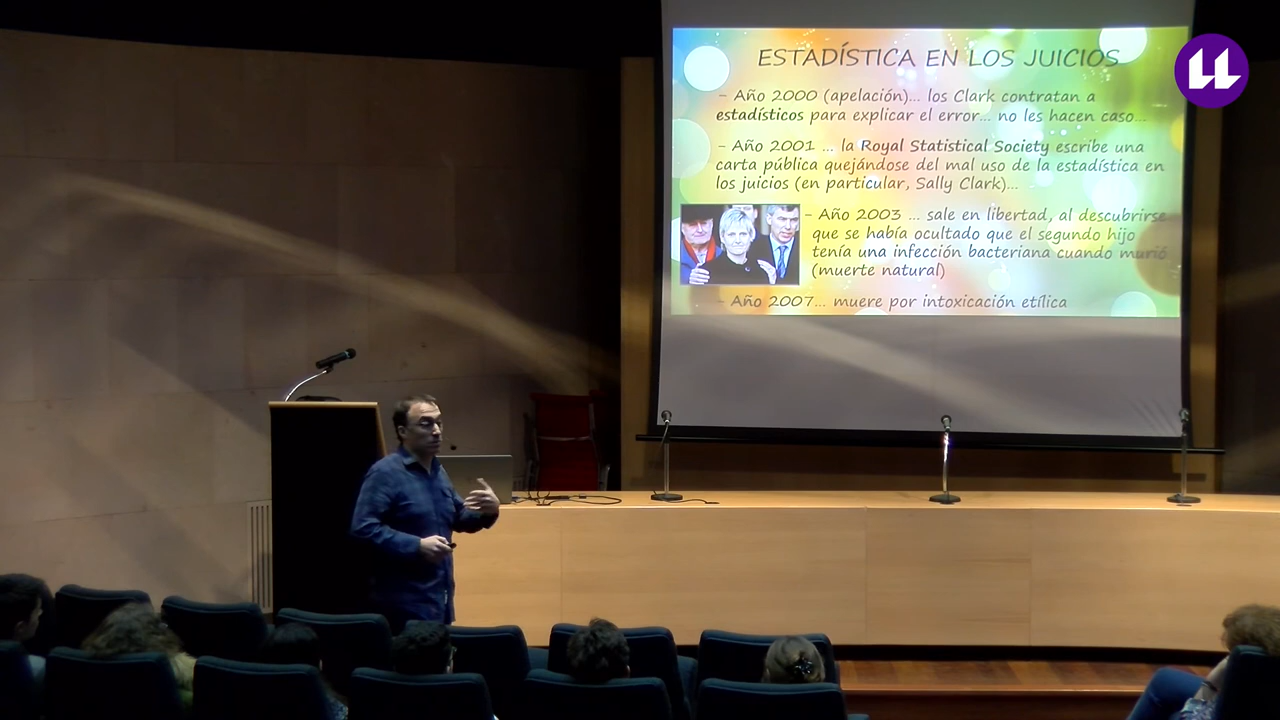 ESTADÍSTICA EN LOS JUICIOS
- Año 2000 (apelación)... los Clark contratan a
estadísticos para explicar el error... no les hacen caso...
- Año 2001 ... la Royal Statistical Society escribe una
carta pública quejándose del mal uso de la estadística en
los juicios (en particular, Sally Clark)...
- Año 2003 ... sale en libertad, al descubrirse
que se había ocultado que el segundo hijo
tenía una infección bacteriana cuando murió
(muerte natural)
- Año 2007... muere por intoxicación etílica